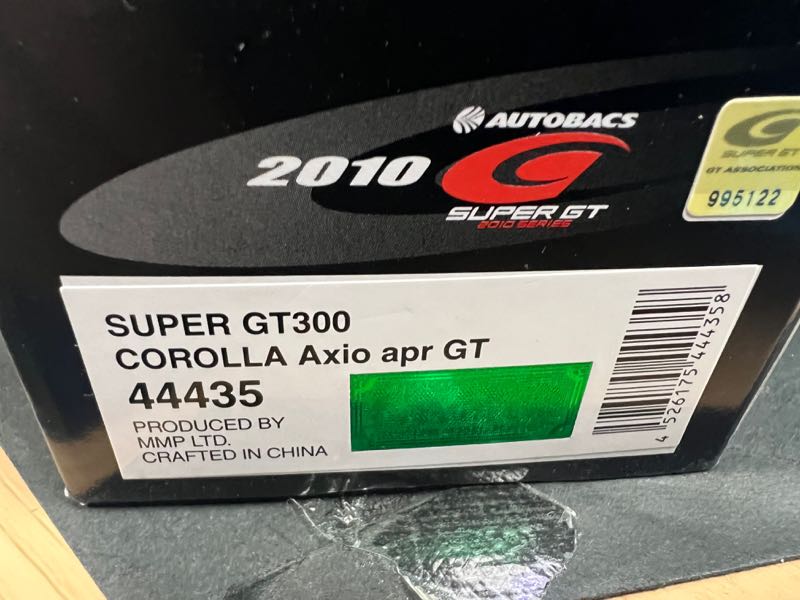 AUTOBACS
2010
SUPER GT
2010 SERIES
SUPER GT
GT ASSOCIATION
995122
SUPER GT300
COROLLA Axio apr GT
44435
PRODUCED BY
MMP LTD.
CRAFTED IN CHINA
4 526175 444358